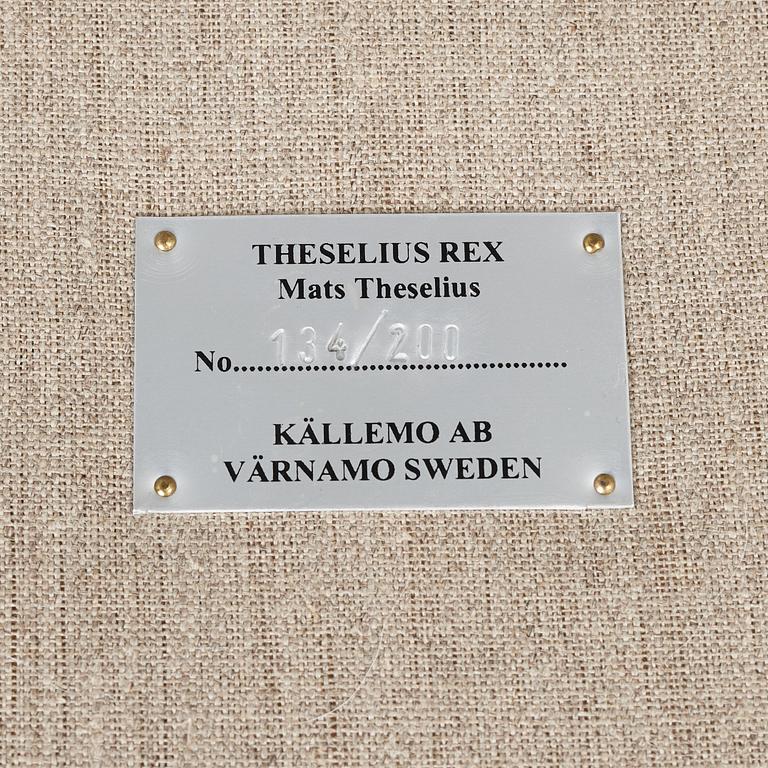 THESELIUS REX
Mats Theselius
No.......134/200.......
KÄLLEMO AB
VÄRNAMO SWEDEN